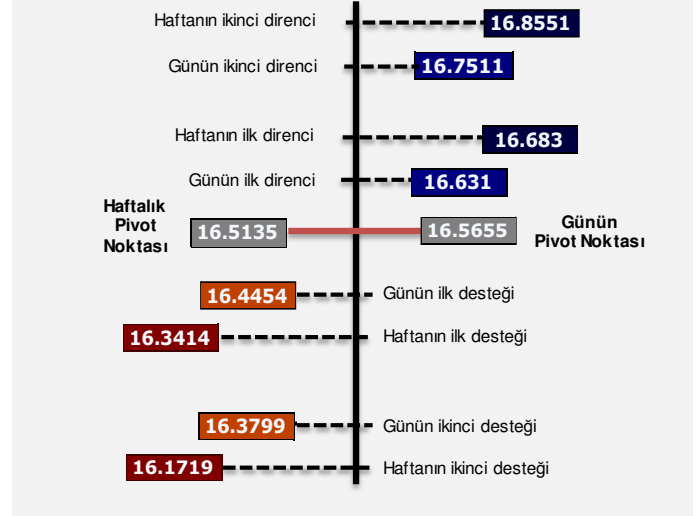 Haftanın ikinci direnci 16.8551
Günün ikinci direnci 16.7511
Haftanın ilk direnci 16.683
Günün ilk direnci 16.631
Haftalık
Pivot
Noktası
16.5135
16.5655
Günün
Pivot Noktası
16.4454 Günün ilk desteği
16.3414 Haftanın ilk desteği
16.3799 Günün ikinci desteği
16.1719 Haftanın ikinci desteği